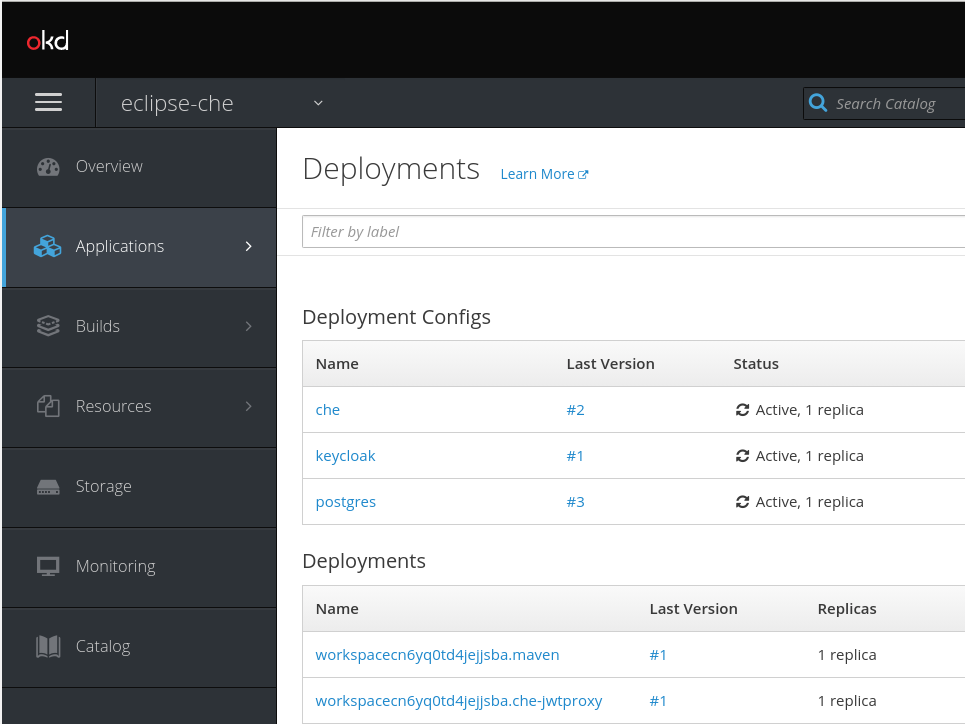 okd
eclipse-che
Search Catalog
Overview
Applications
Builds
Resources
Storage
Monitoring
Catalog
Deployments Learn More
Filter by label
Deployment Configs
Name Last Version Status
che #2 Active, 1 replica
keycloak #1 Active, 1 replica
postgres #3 Active, 1 replica
Deployments
Name Last Version Replicas
workspacecn6yq0td4jejjsba.maven #1 1 replica
workspacecn6yq0td4jejjsba.che-jwtproxy #1 1 replica